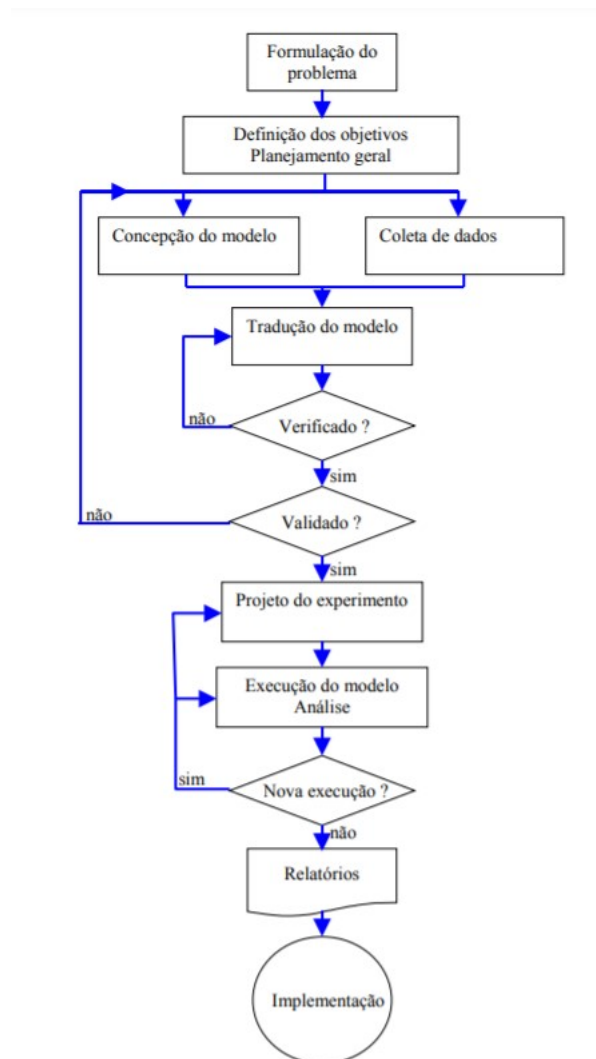 Formulação do
problema
Definição dos objetivos
Planejamento geral
Concepção do modelo
Coleta de dados
Tradução do modelo
não
Verificado ?
sim
não
Validado ?
sim
Projeto do experimento
Execução do modelo
Análise
sim
Nova execução ?
não
Relatórios
Implementação